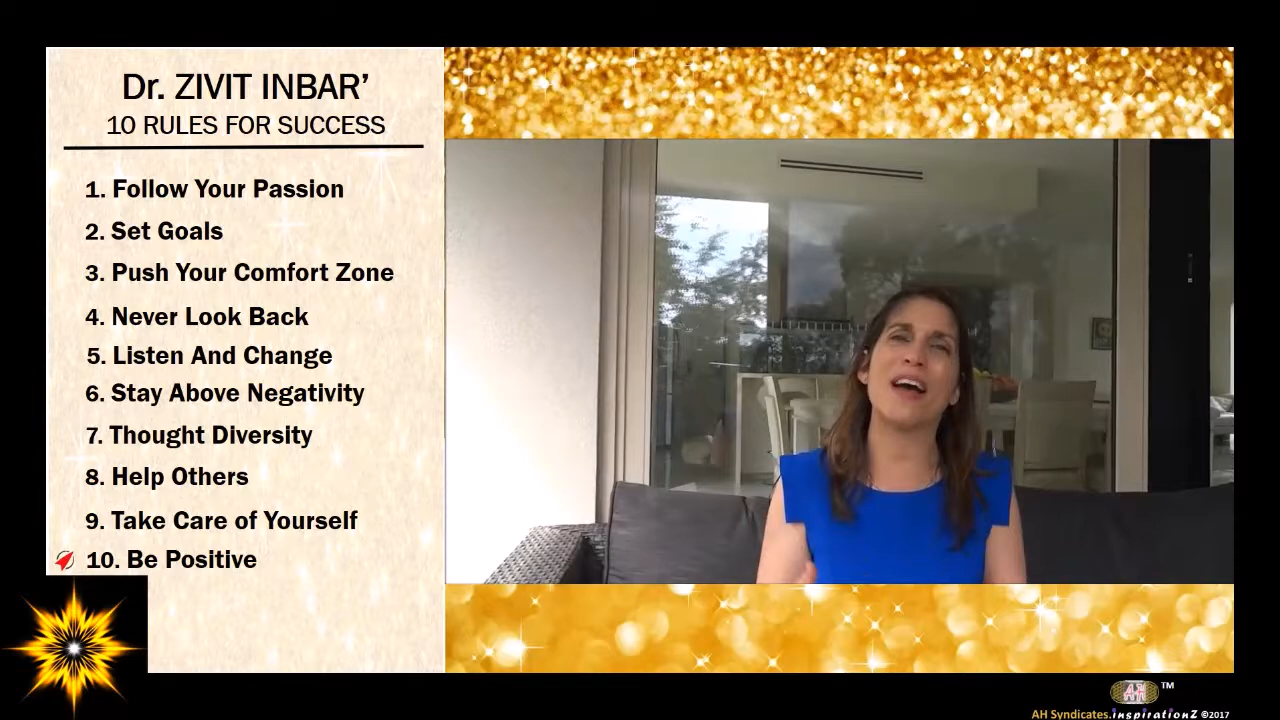 Dr. ZIVIT INBAR’
10 RULES FOR SUCCESS
1. Follow Your Passion
2. Set Goals
3. Push Your Comfort Zone
4. Never Look Back
5. Listen And Change
6. Stay Above Negativity
7. Thought Diversity
8. Help Others
9. Take Care of Yourself
10. Be Positive
AH ™
AH Syndicates.inspirationZ ©2017